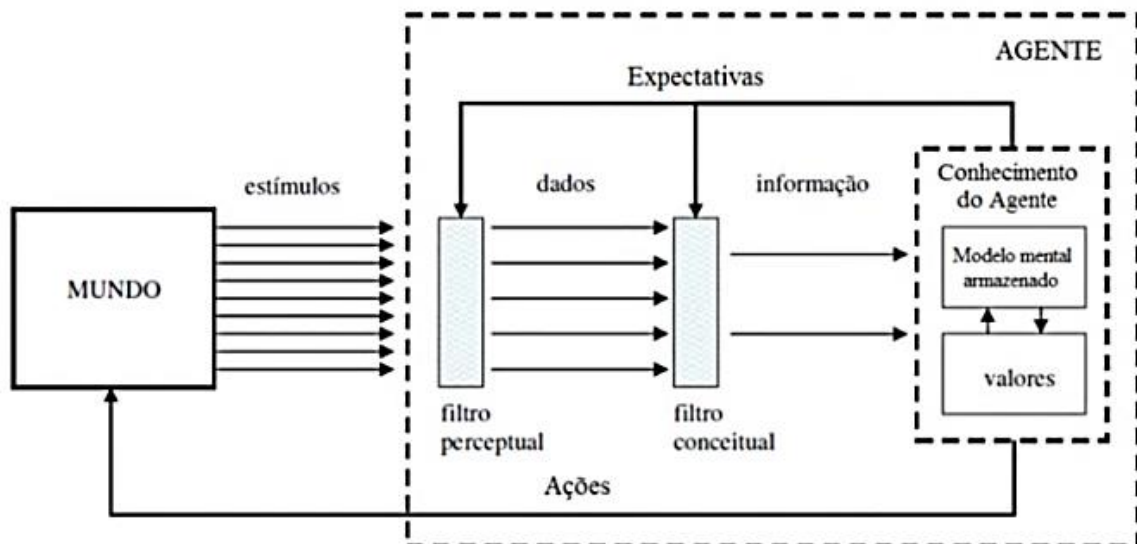 AGENTE
Expectativas
estímulos
dados
informação
Conhecimento
do Agente
Modelo mental
armazenado
MUNDO
valores
filtro
perceptual
filtro
conceitual
Ações